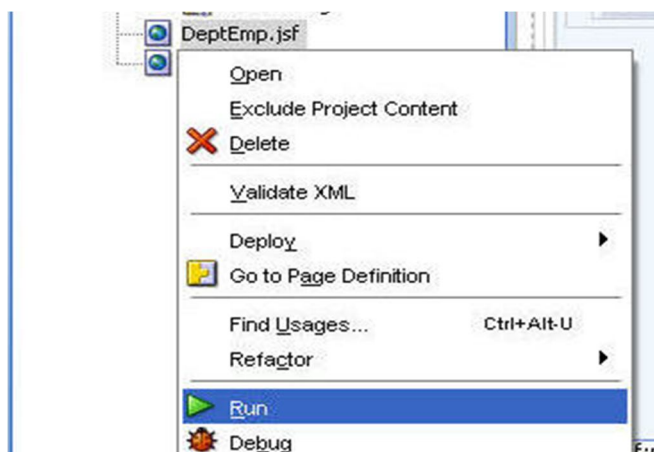 DeptEmp.jsf
Open
Exclude Project Content
Delete
Validate XML
Deploy
Go to Page Definition
Find Usages... Ctrl+Alt-U
Refactor
Run
Debug